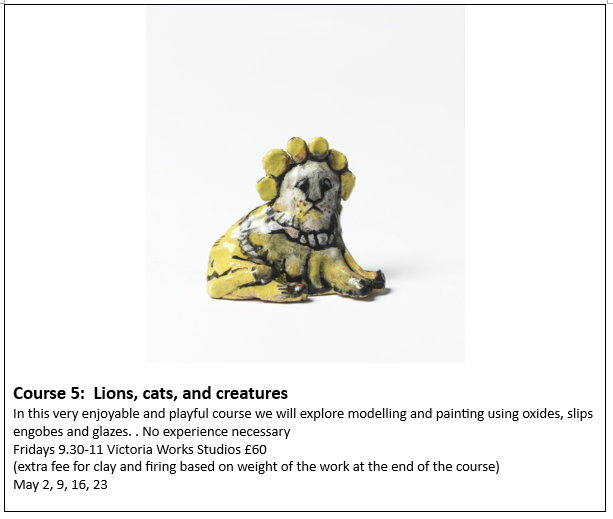 Course 5:  Lions, cats, and creatures
In this very enjoyable and playful course we will explore modelling and painting using oxides, slips
engobes and glazes. . No experience necessary
Fridays 9.30-11 Victoria Works Studios £60
(extra fee for clay and firing based on weight of the work at the end of the course)
May 2, 9, 16, 23